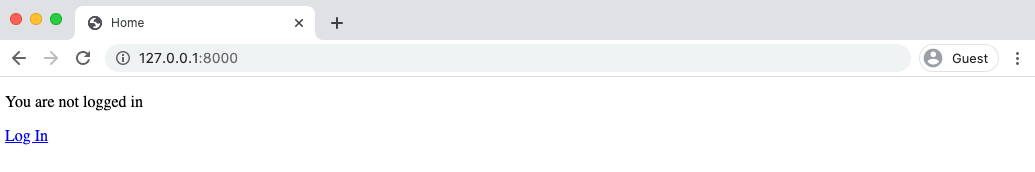 Home
127.0.0.1:8000
Guest
You are not logged in
Log In